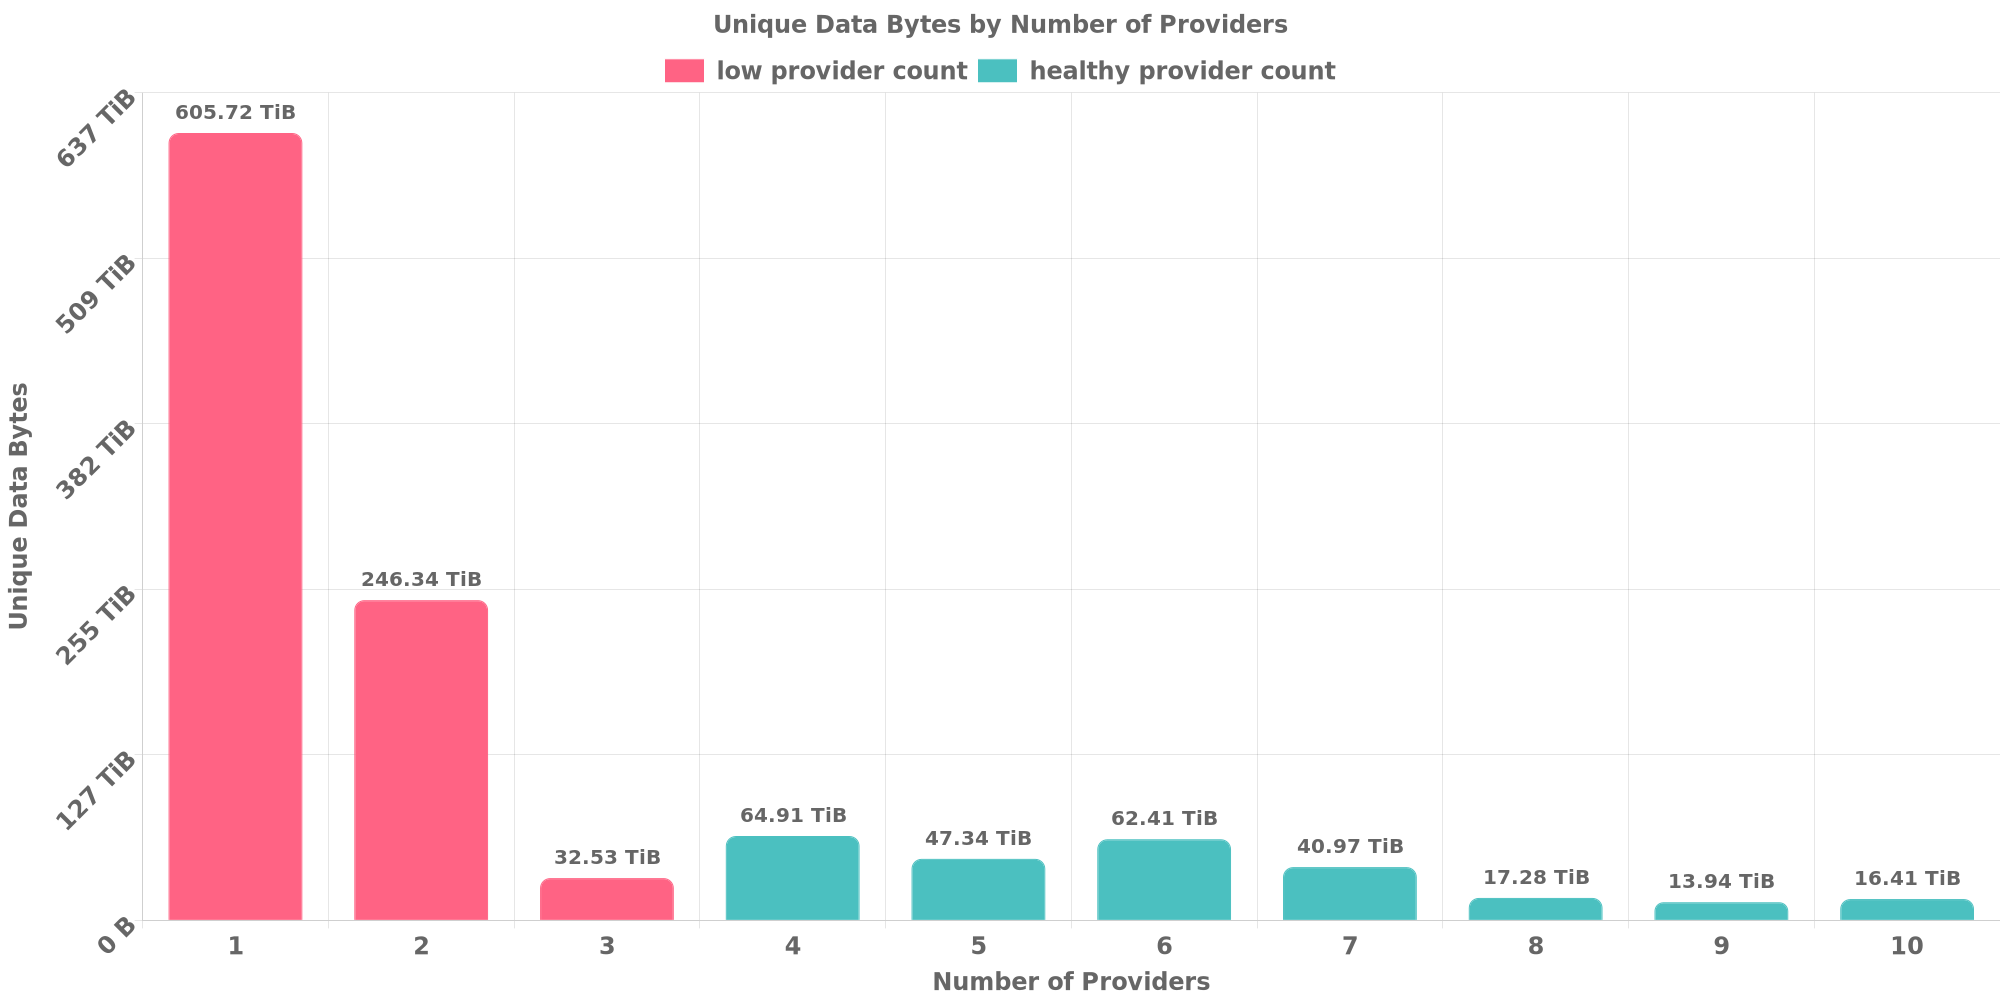 Unique Data Bytes by Number of Providers
low provider count healthy provider count
637 TiB
509 TiB
382 TiB
255 TiB
127 TiB
0 B
Unique Data Bytes
605.72 TiB
246.34 TiB
32.53 TiB
64.91 TiB
47.34 TiB
62.41 TiB
40.97 TiB
17.28 TiB
13.94 TiB
16.41 TiB
1 2 3 4 5 6 7 8 9 10
Number of Providers